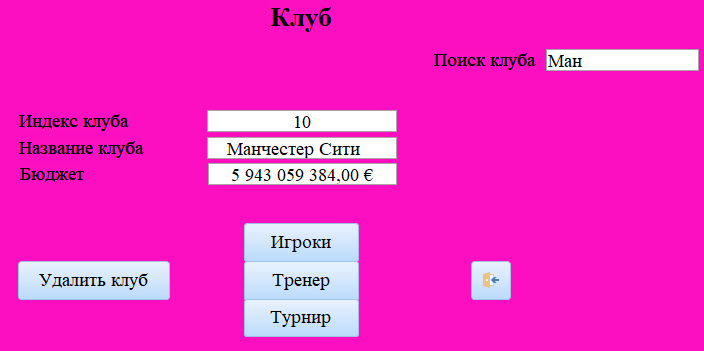 Клуб
Поиск клуба Ман
Индекс клуба 10
Название клуба Манчестер Сити
Бюджет 5 943 059 384,00 €
Игроки
Удалить клуб Тренер
Турнир